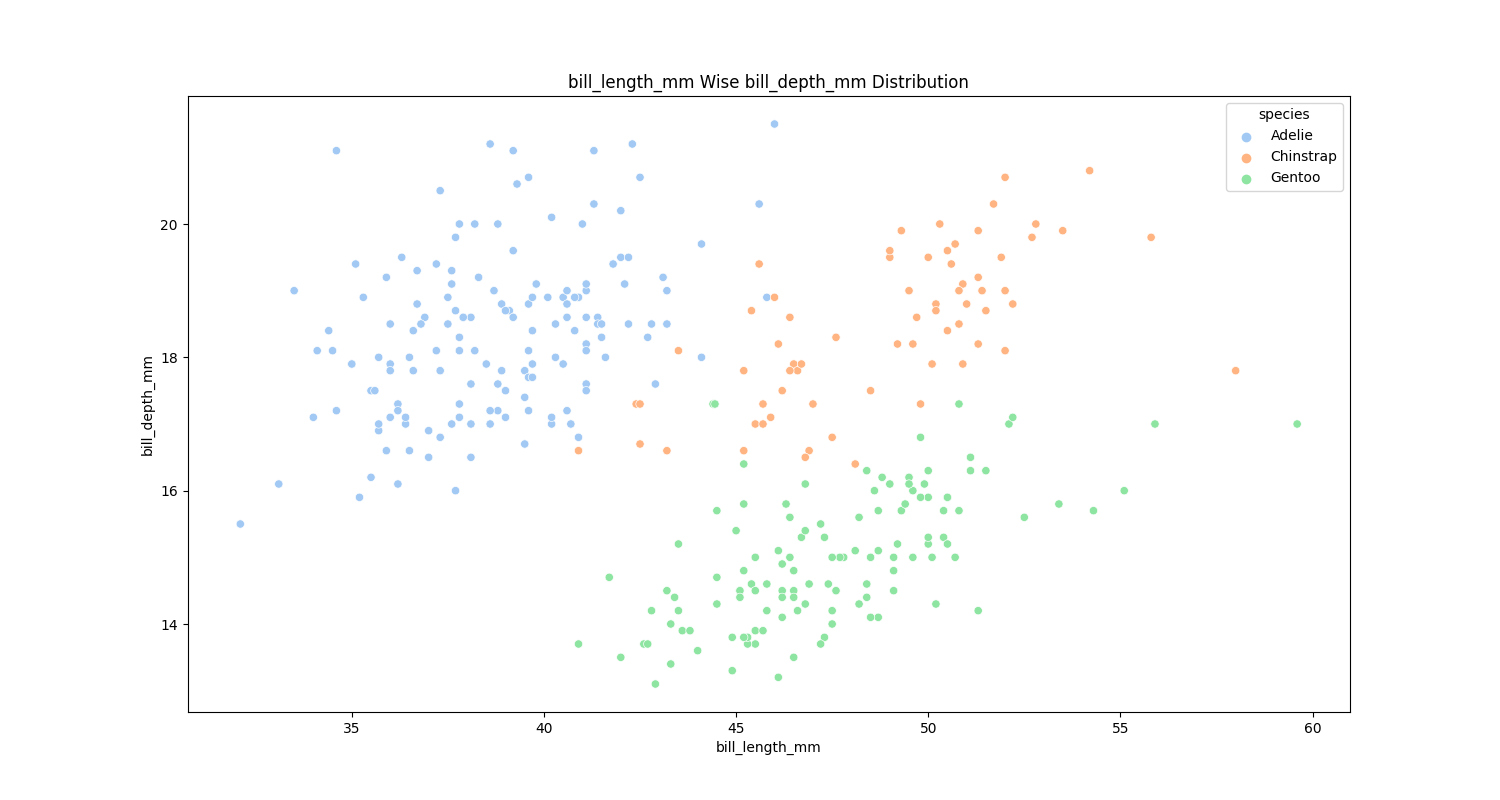 bill_length_mm Wise bill_depth_mm Distribution
species
Adelie
Chinstrap
Gentoo
20
18
16
14
bill_depth_mm
35 40 45 50 55 60
bill_length_mm